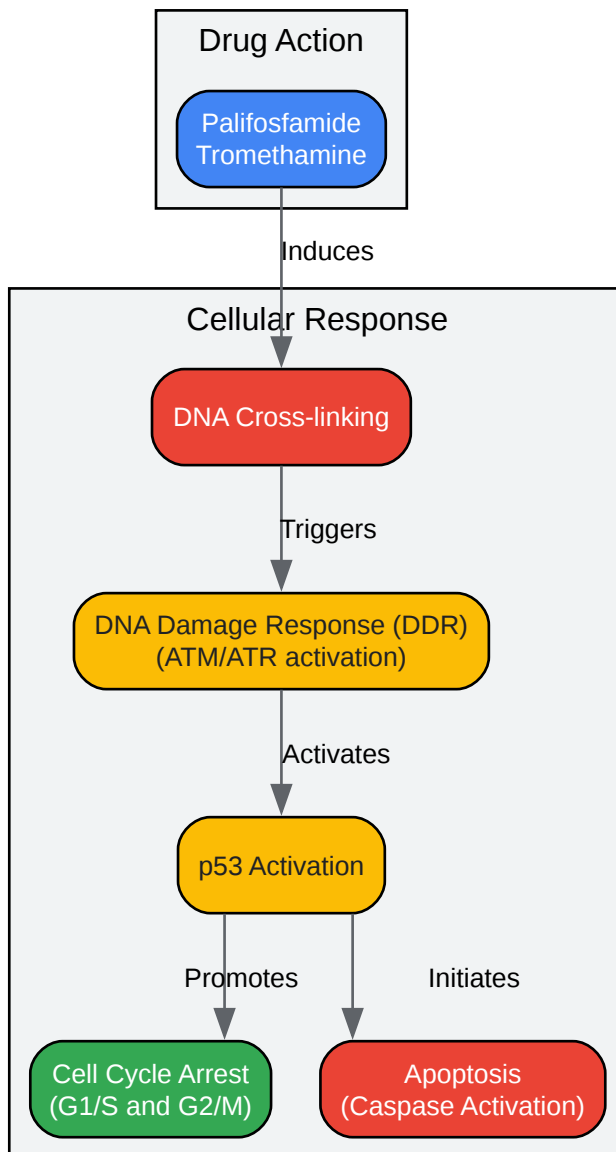 Drug Action
Palifosfamide
Tromethamine
Induces
Cellular Response
DNA Cross-linking
Triggers
DNA Damage Response (DDR)
(ATM/ATR activation)
Activates
p53 Activation
Promotes
Initiates
Cell Cycle Arrest
(G1/S and G2/M)
Apoptosis
(Caspase Activation)